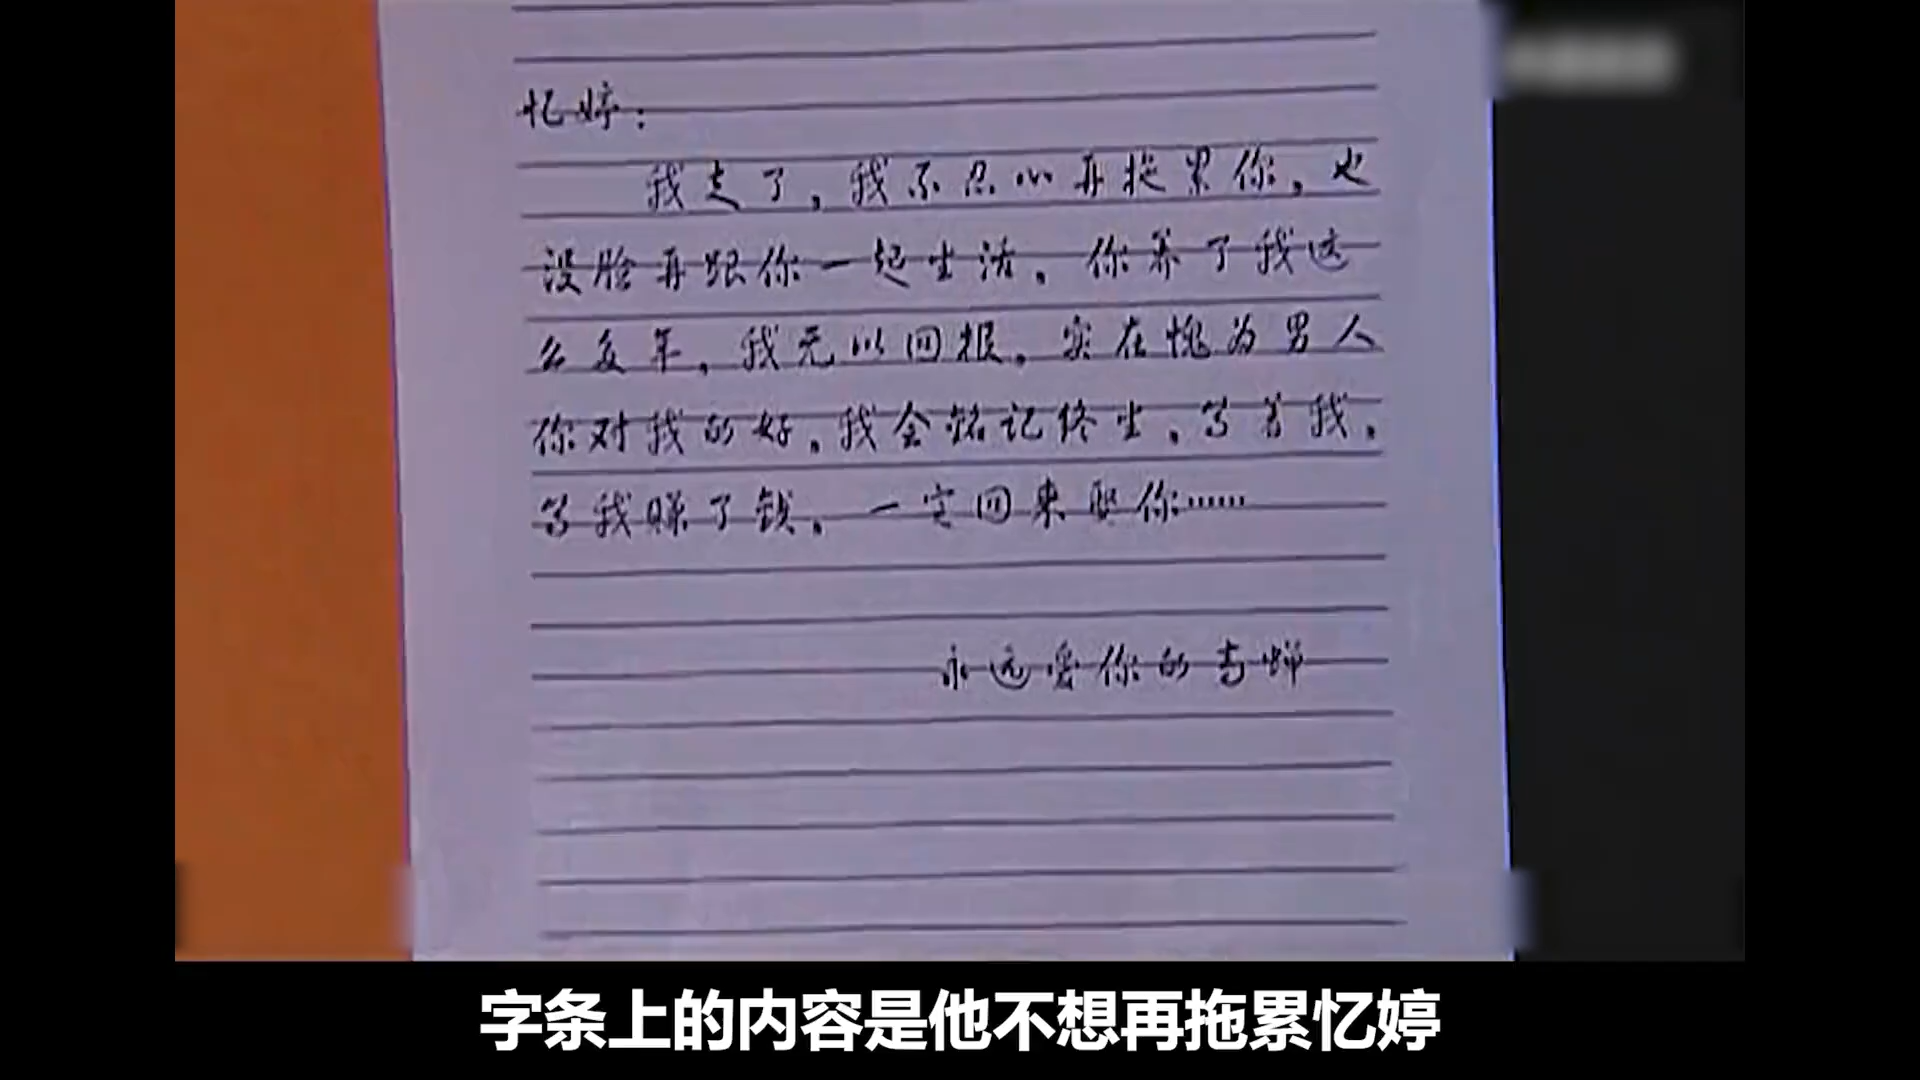 忆婷：
我走了，我不忍心再拖累你，也
没脸再跟你一起生活。你养了我这
么多年，我无以回报，实在愧为男人
你对我的好，我会铭记终生，等着我，
等我赚了钱，一定回来娶你……
永远爱你的
字条上的内容是他不想再拖累忆婷